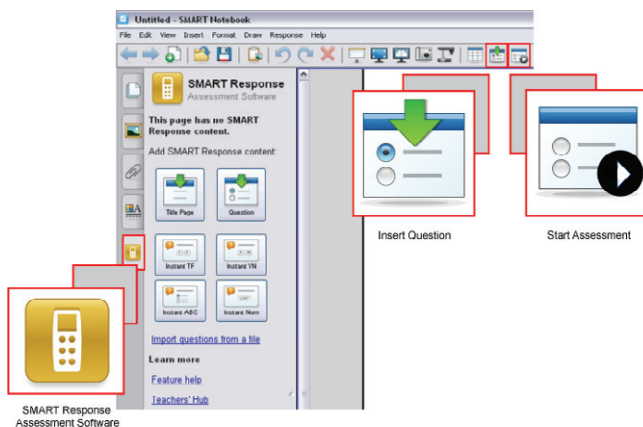 Untitled - SMART Notebook
File Edit View Insert Format Draw Response Help
SMART Response
Assessment Software
This page has no SMART
Response content.
Add SMART Response content:
Title Page
Question
Instant TF
Instant YN
Instant ABC
Instant Num
Import questions from a file
Learn more
Feature help
Teachers' Hub
Insert Question
Start Assessment
SMART Response
Assessment Software